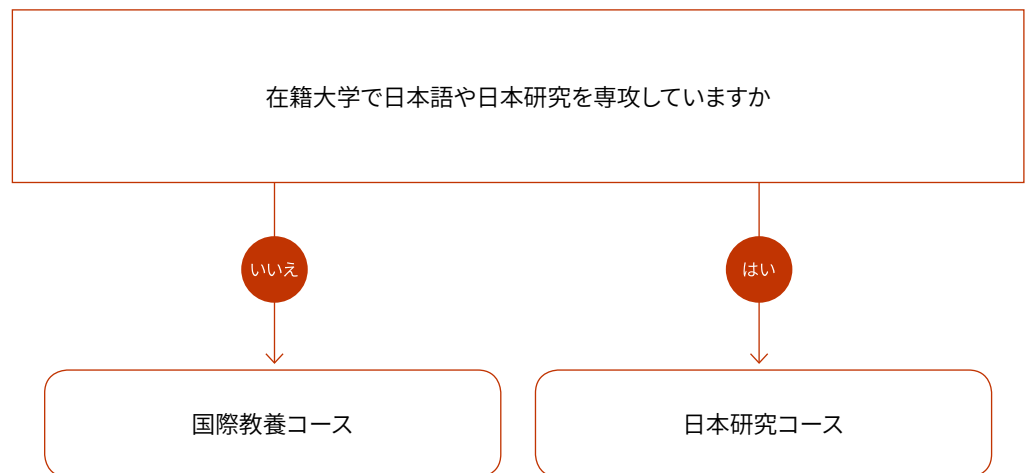 在籍大学で日本語や日本研究を専攻していますか
いいえ
はい
国際教養コース
日本研究コース